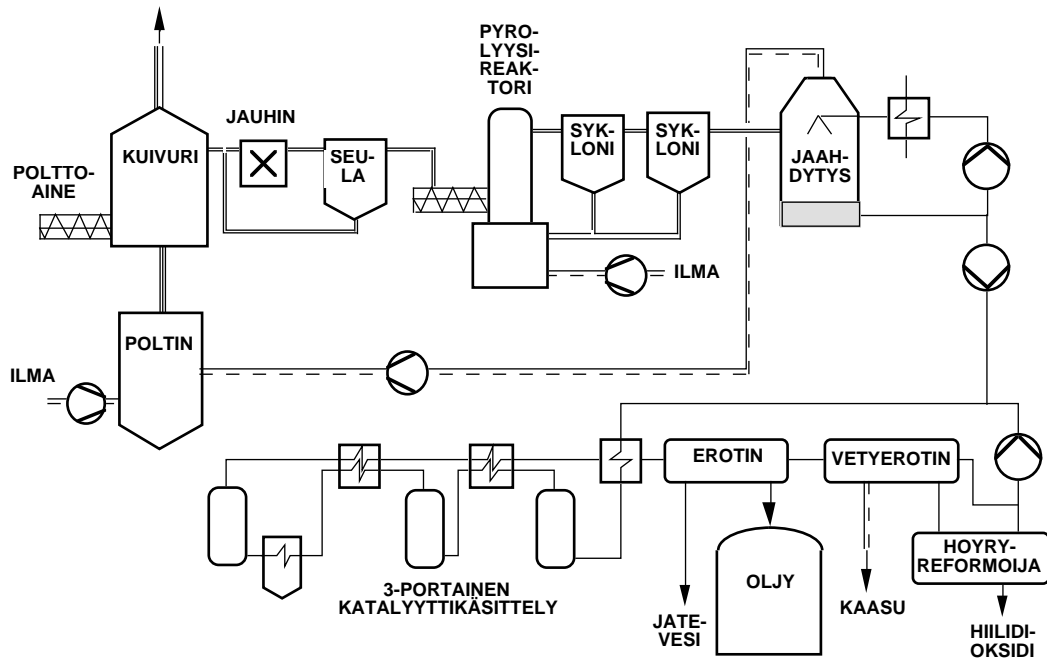 PYRO-
LYYSI-
REAK-
TORI
JAUHIN
POLTTO-
AINE
KUIVURI
SEU-
LA
SYK-
LONI
SYK-
LONI
JAAH-
DYTYS
ILMA
POLTIN
ILMA
EROTIN
VETYEROTIN
3-PORTAINEN
KATALYYTTIKÄSITTELY
OLJY
HOYRY-
REFORMOIJA
JATE-
VESI
KAASU
HIILIDI-
OKSIDI